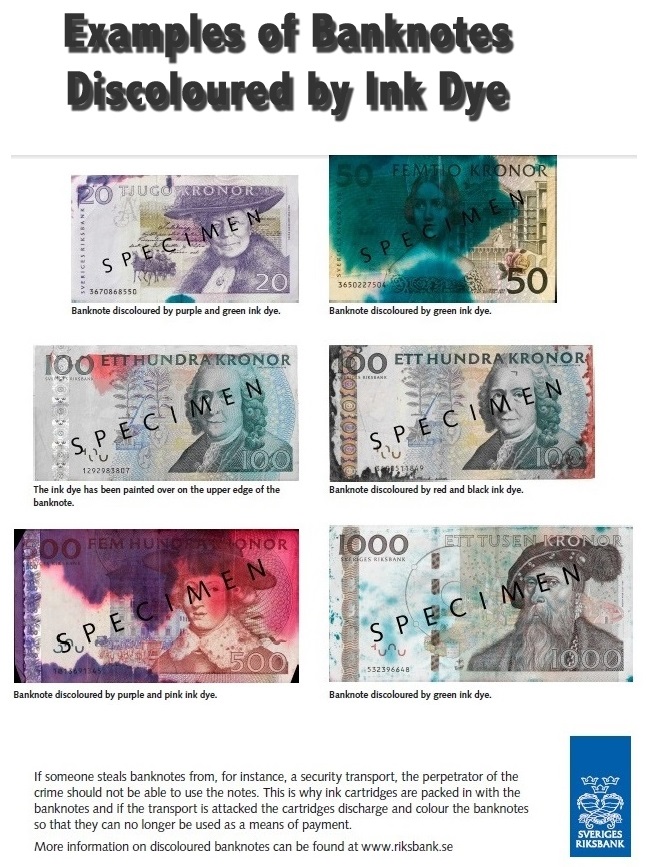 Examples of Banknotes
Discoloured by Ink Dye
20 TJUGO KRONOR
SVERIGES RIKSBANK
SPECIMEN
3670868550
20
Banknote discoloured by purple and green ink dye.
50 FEMTIO KRONOR
SPECIMEN
3650227504
50
Banknote discoloured by green ink dye.
100 ETT HUNDRA KRONOR
SVERIGES RIKSBANK
SPECIMEN
1292983807
100
The ink dye has been painted over on the upper edge of the
banknote.
100 ETT HUNDRA KRONOR
SVERIGES RIKSBANK
SPECIMEN
100
Banknote discoloured by red and black ink dye.
500 FEM HUNDRA KRONOR
SPECIMEN
500
Banknote discoloured by purple and pink ink dye.
1000 ETT TUSEN KRONOR
SVERIGES RIKSBANK
SPECIMEN
532396648
1000
Banknote discoloured by green ink dye.
If someone steals banknotes from, for instance, a security transport, the perpetrator of the
crime should not be able to use the notes. This is why ink cartridges are packed in with the
banknotes and if the transport is attacked the cartridges discharge and colour the banknotes
so that they can no longer be used as a means of payment.
More information on discoloured banknotes can be found at www.riksbank.se
SVERIGES
RIKSBANK